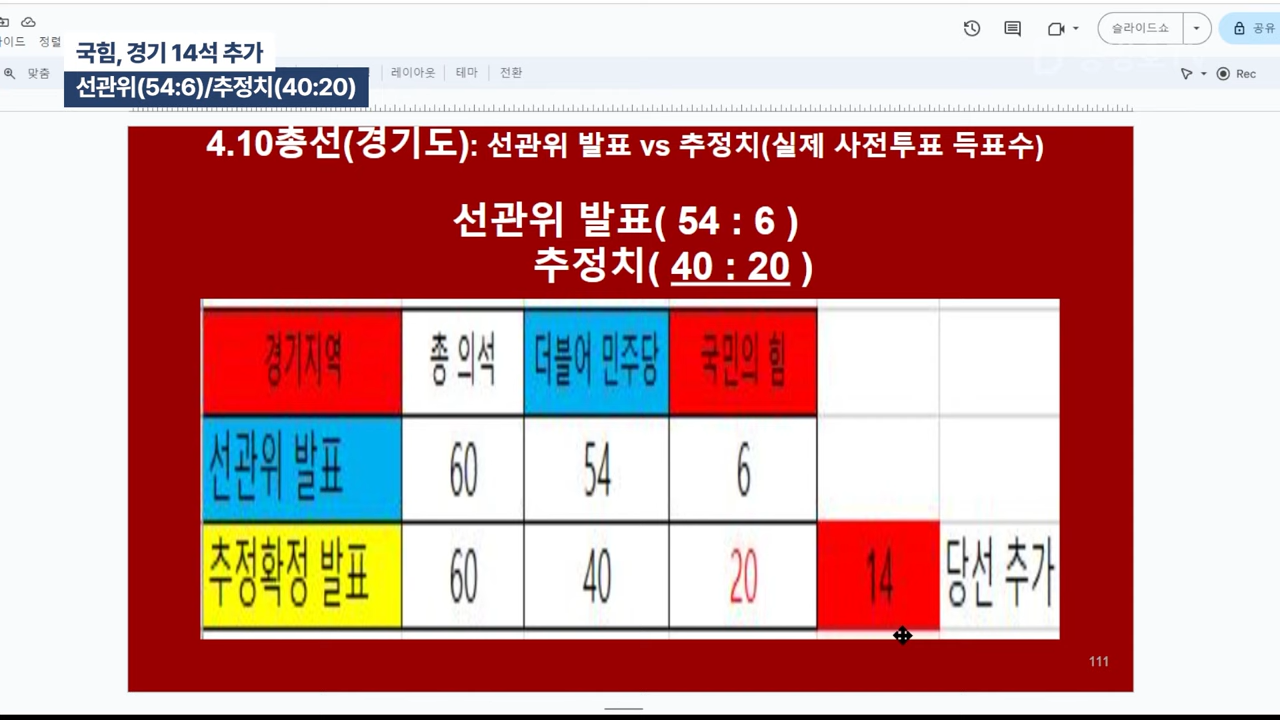 국힘, 경기 14석 추가
선관위(54:6)/추정치(40:20)
정렬
슬라이드쇼
공유
맞춤
레이아웃
테마
전환
Rec
4.10총선(경기도): 선관위 발표 vs 추정치(실제 사전투표 득표수)
선관위 발표( 54 : 6 )
추정치( 40 : 20 )
경기지역 총 의석 더불어 민주당 국민의 힘
선관위 발표 60 54 6
추정확정 발표 60 40 20 14 당선 추가
111